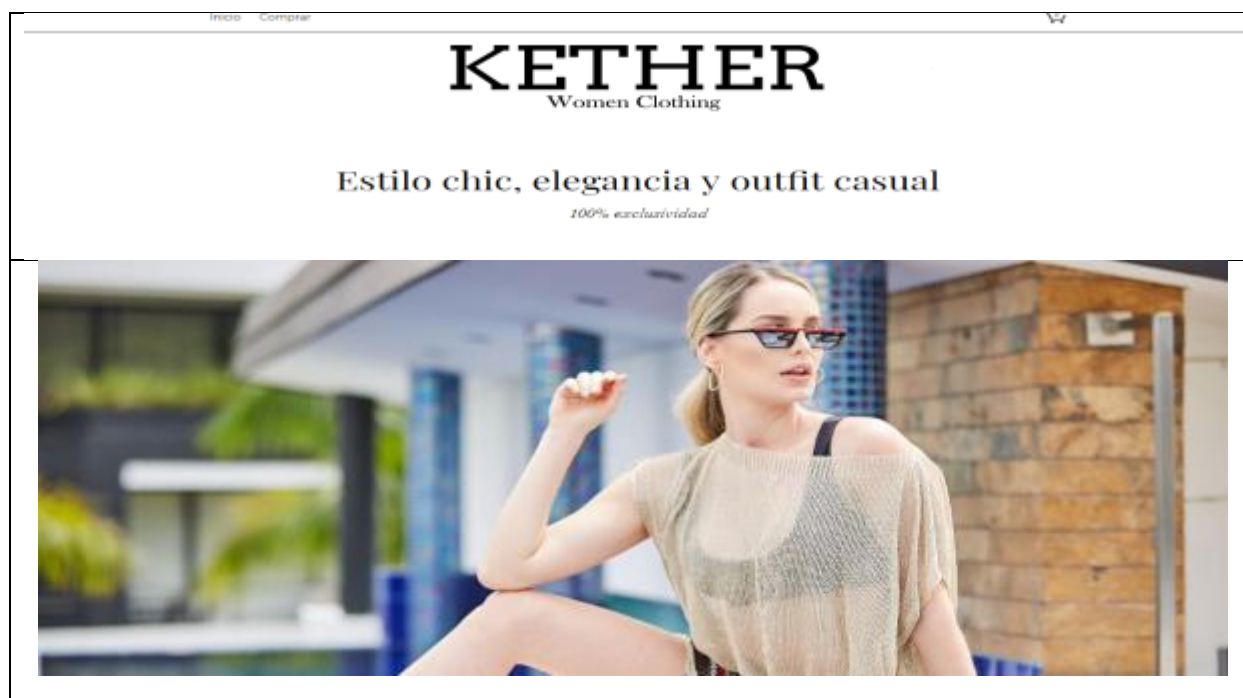 Inicio Comprar
KETHER
Women Clothing
Estilo chic, elegancia y outfit casual
100% exclusividad